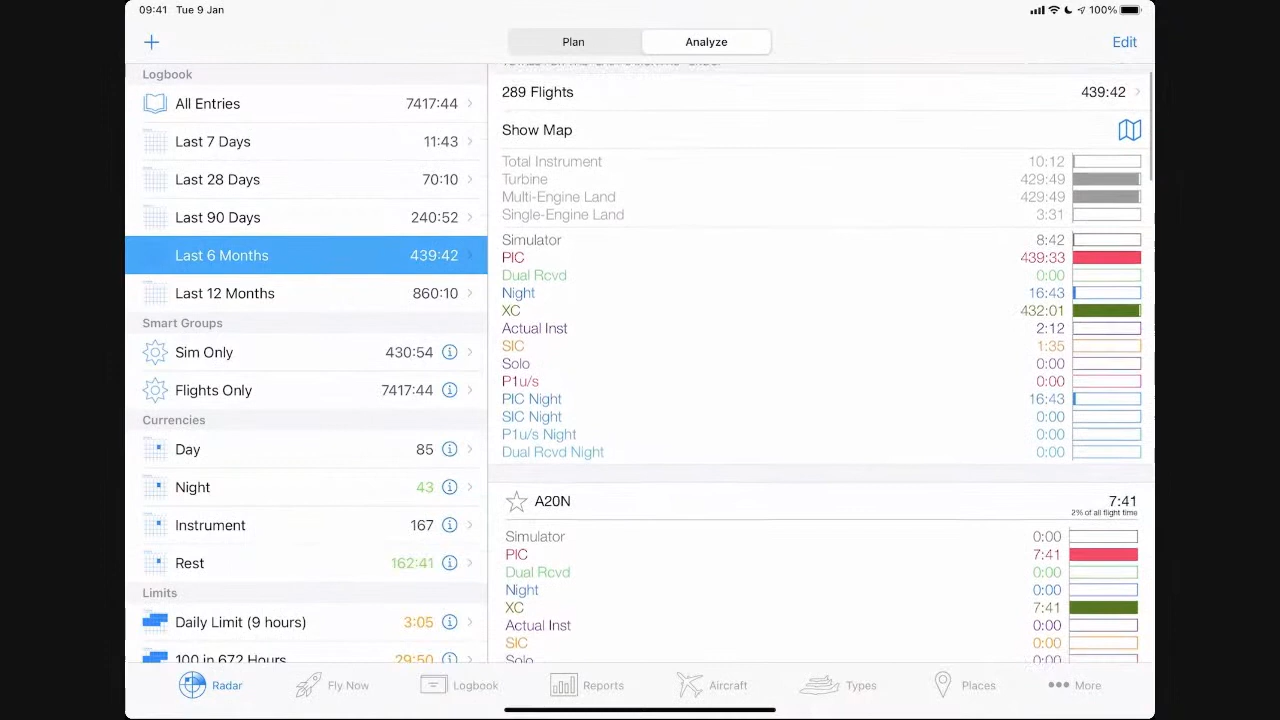 09:41 Tue 9 Jan
100%
Plan
Analyze
Edit
Logbook
All Entries 7417:44
Last 7 Days 11:43
Last 28 Days 70:10
Last 90 Days 240:52
Last 6 Months 439:42
Last 12 Months 860:10
Smart Groups
Sim Only 430:54
Flights Only 7417:44
Currencies
Day 85
Night 43
Instrument 167
Rest 162:41
Limits
Daily Limit (9 hours) 3:05
100 in 672 Hours 29:50
289 Flights 439:42
Show Map
Total Instrument 10:12
Turbine 429:49
Multi-Engine Land 429:49
Single-Engine Land 3:31
Simulator 8:42
PIC 439:33
Dual Rcvd 0:00
Night 16:43
XC 432:01
Actual Inst 2:12
SIC 1:35
Solo 0:00
P1u/s 0:00
PIC Night 16:43
SIC Night 0:00
P1u/s Night 0:00
Dual Rcvd Night 0:00
A20N 7:41
2% of all flight time
Simulator 0:00
PIC 7:41
Dual Rcvd 0:00
Night 0:00
XC 7:41
Actual Inst 0:00
SIC 0:00
Solo 0:00
Radar
Fly Now
Logbook
Reports
Aircraft
Types
Places
More